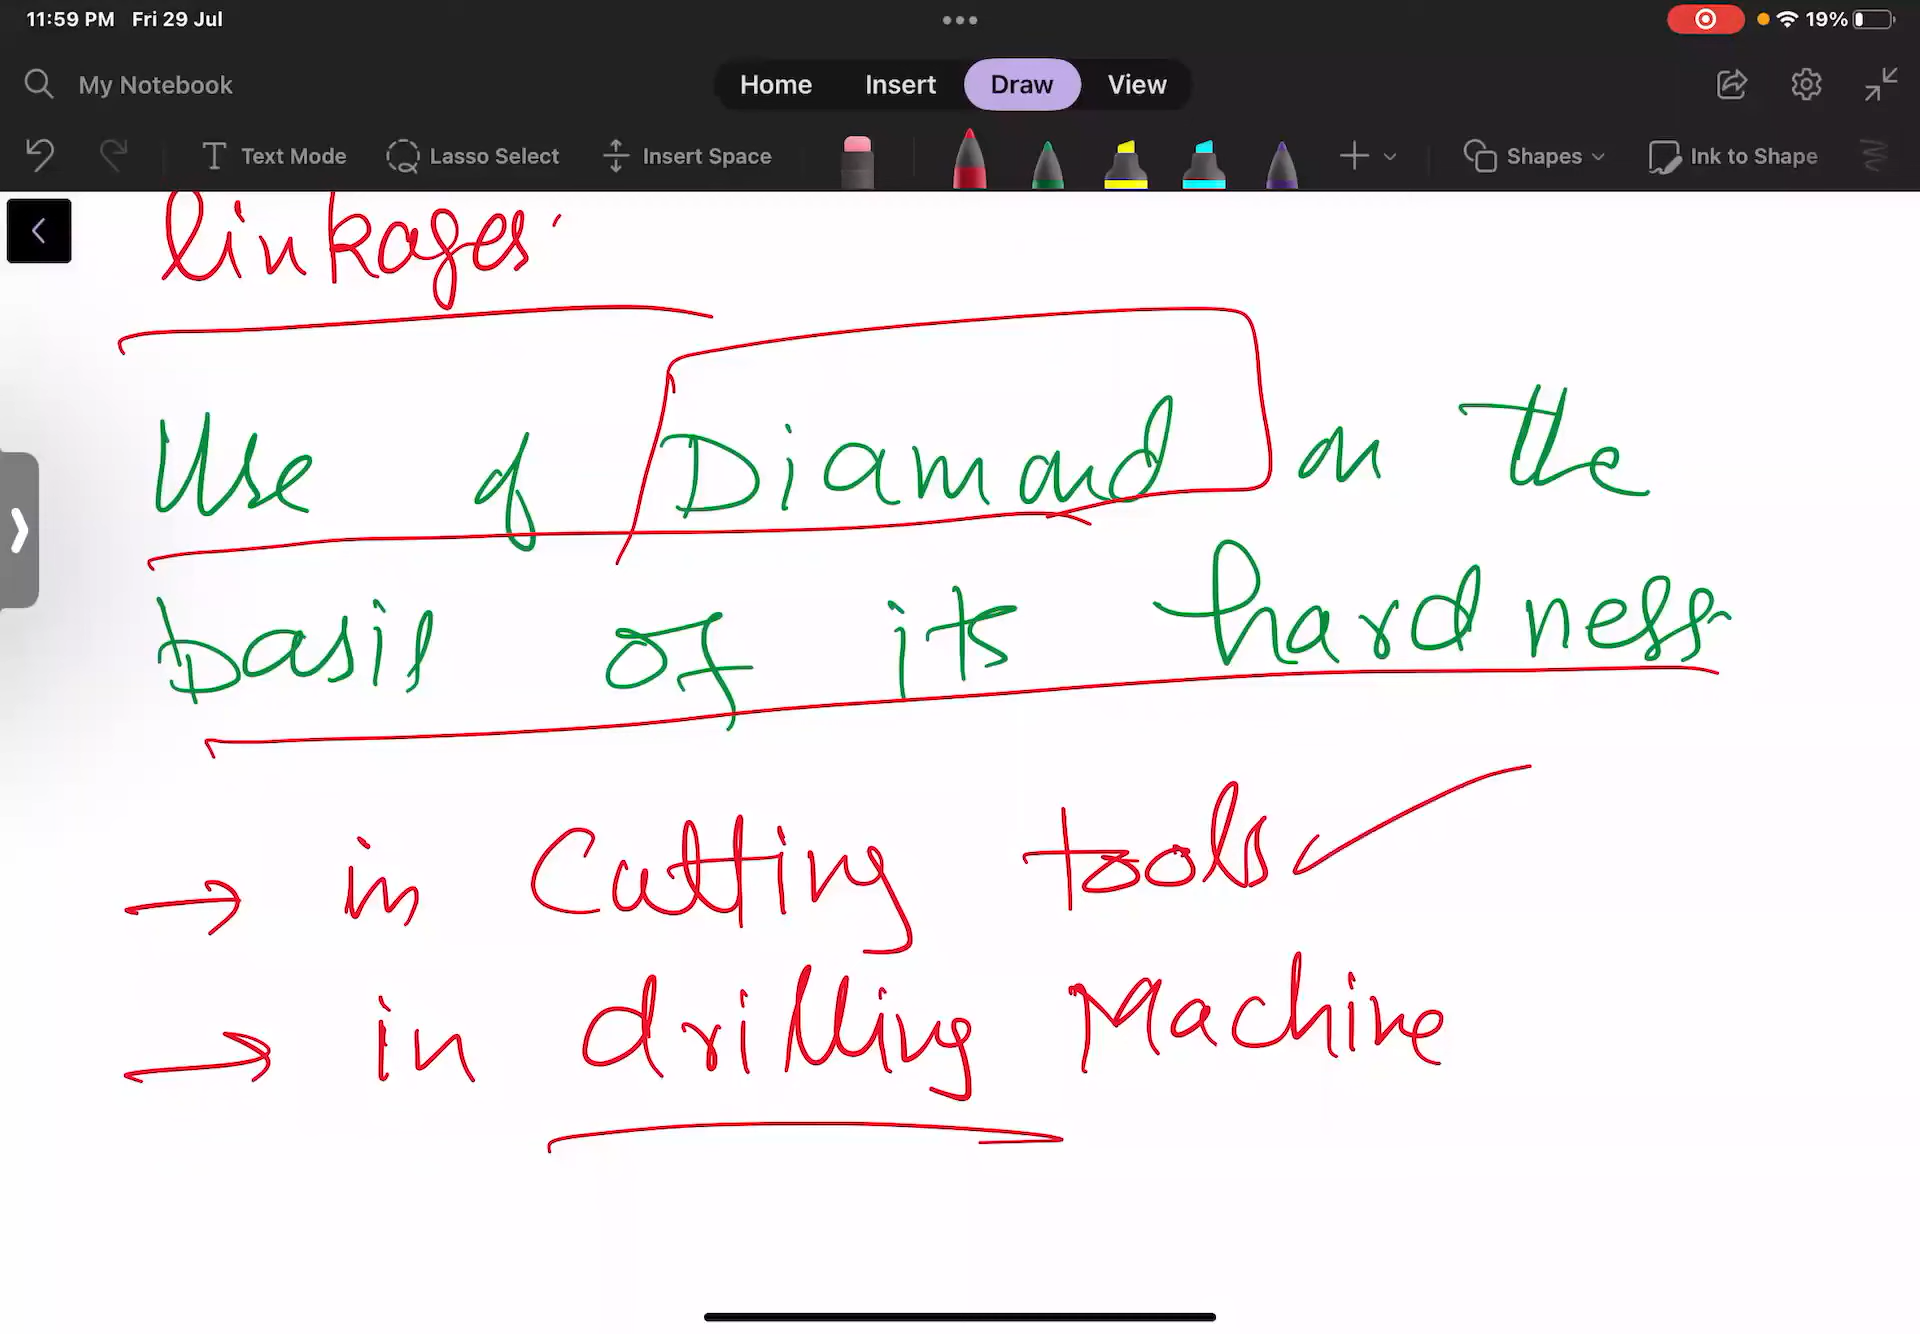 11:59 PM Fri 29 Jul
19%
My Notebook
Home Insert Draw View
Text Mode Lasso Select Insert Space Shapes Ink to Shape
linkages
Use of Diamond on the
basis of its hardness
→ in Cutting tools ✓
→ in drilling Machine